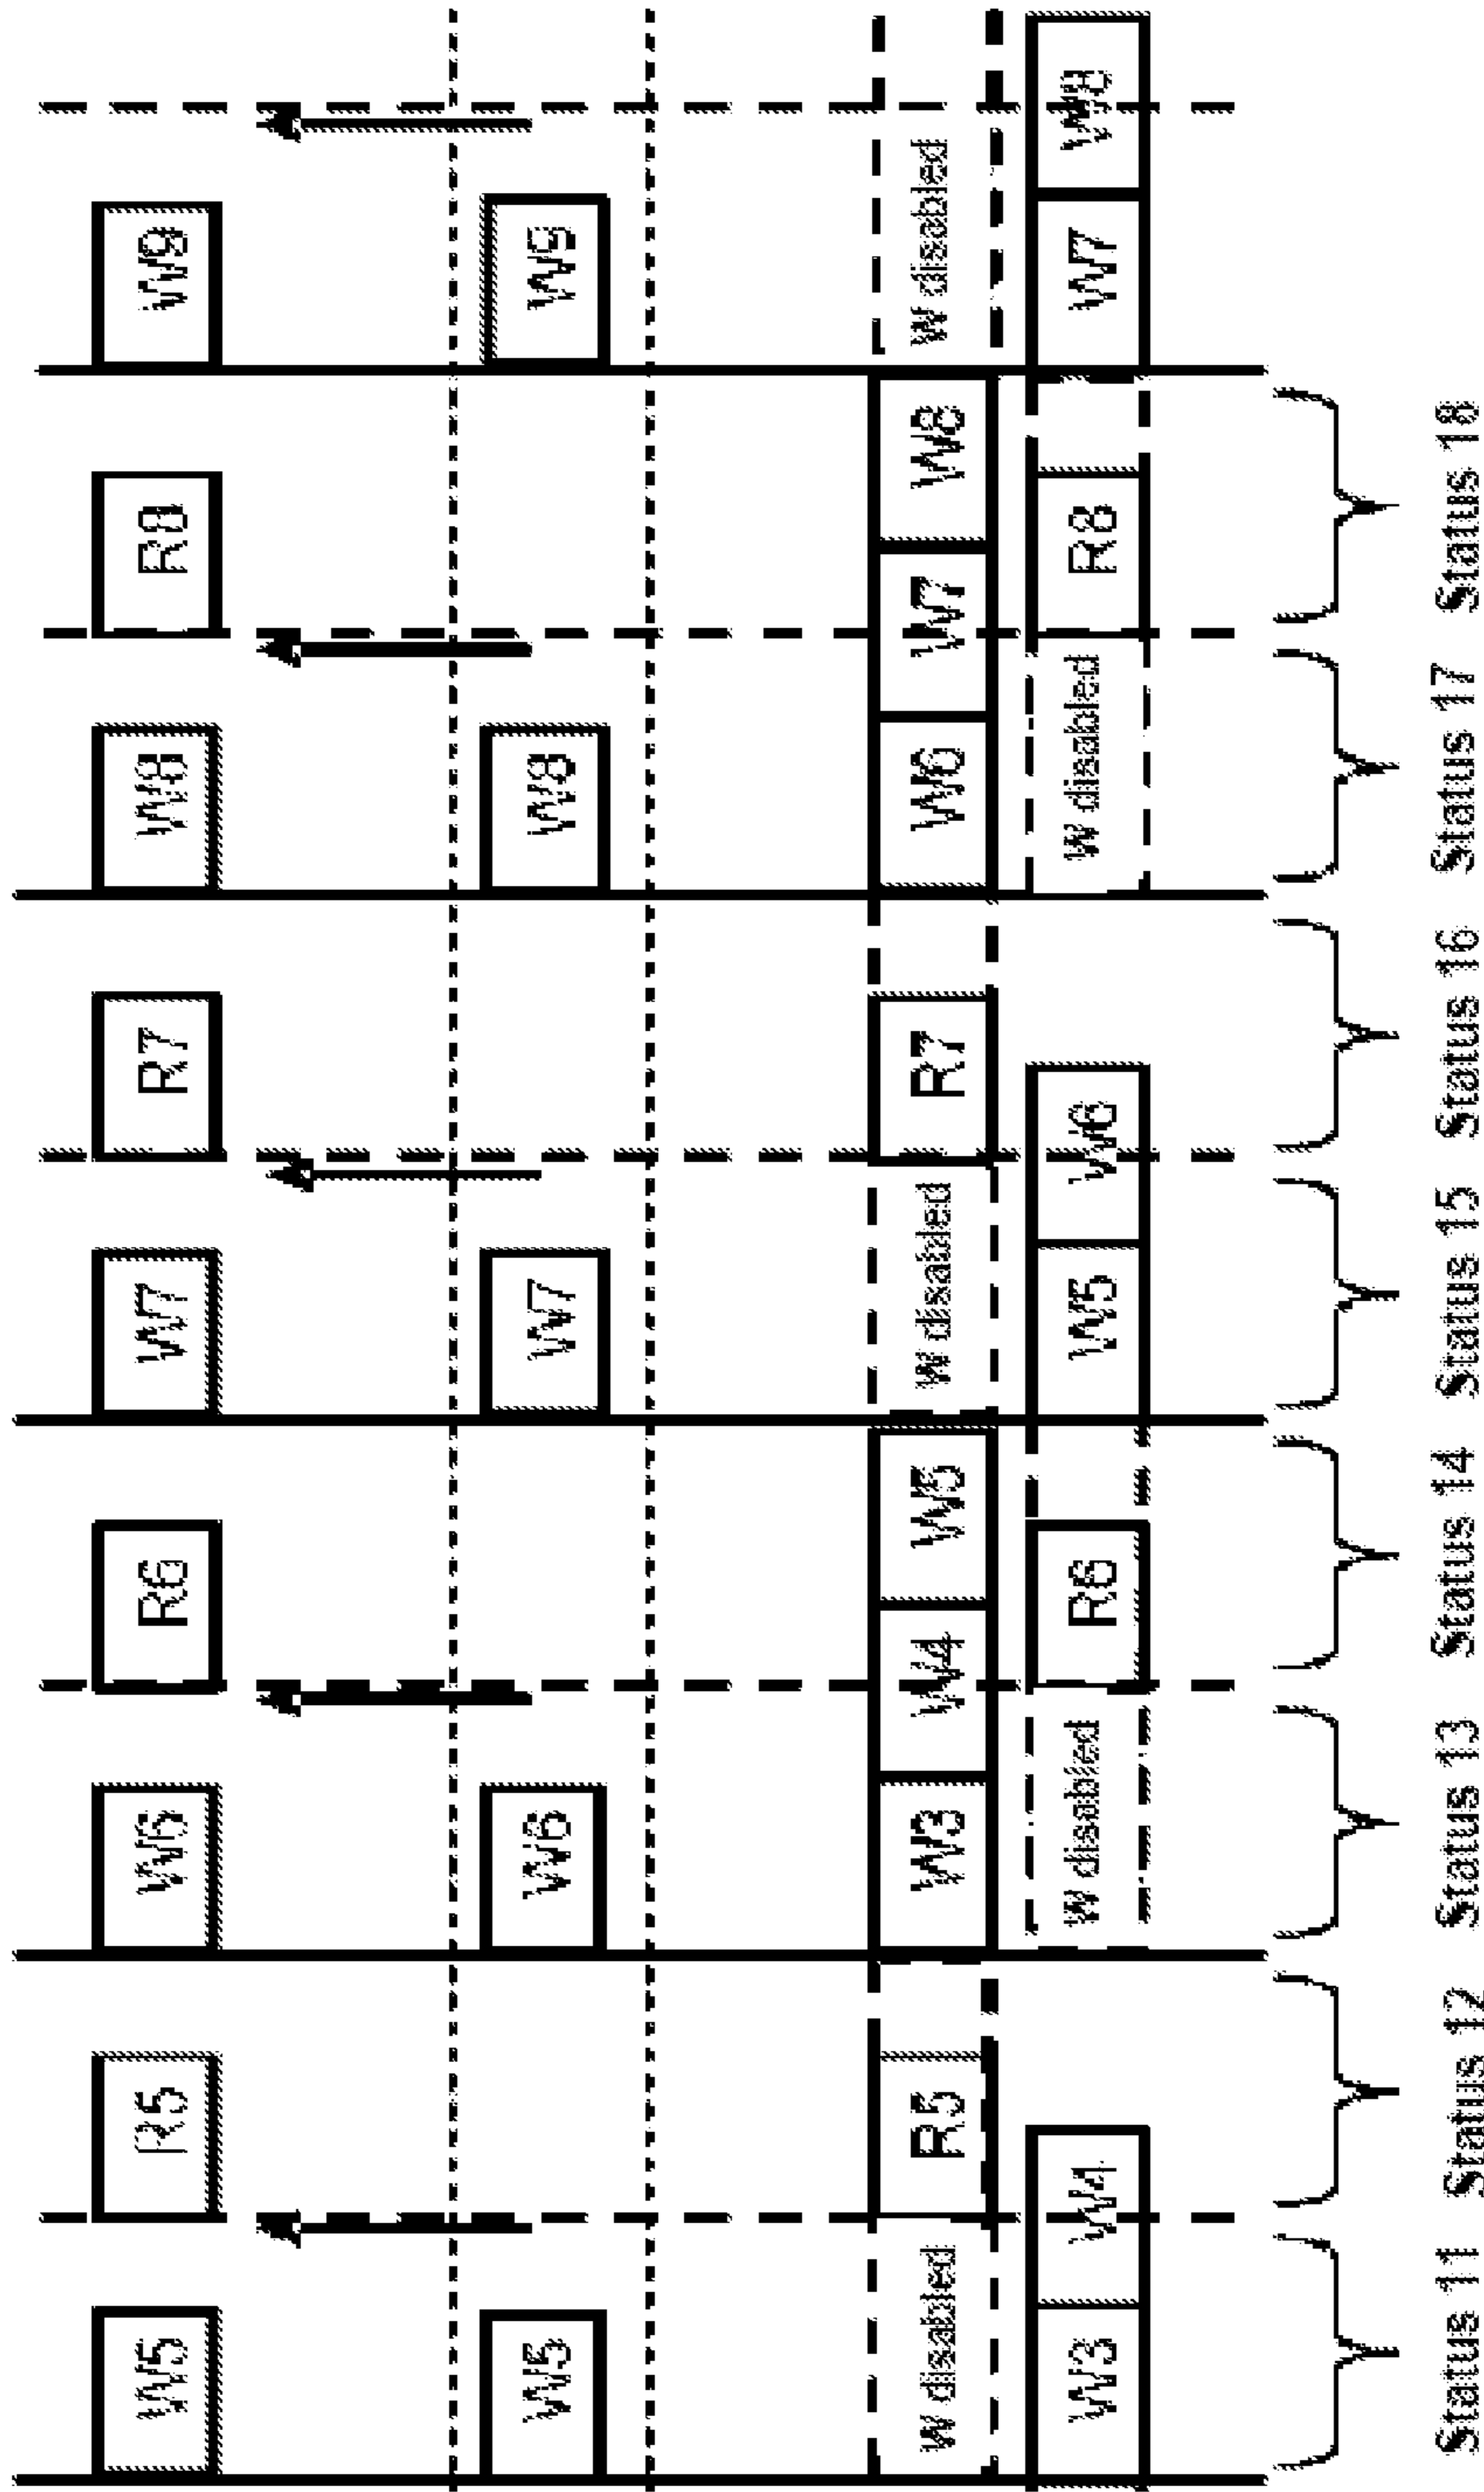 W5 R5 W6 R6 W7 R7 W8 R8 W9
W5 W6 W7 W8 W9
W disabled R5 W3 W4 W5 W disabled R7 W6 W7 W8 W disabled
W3 W4 W disabled R6 W5 W6 W disabled R8 W7 W8
Status 11 Status 12 Status 13 Status 14 Status 15 Status 16 Status 17 Status 18